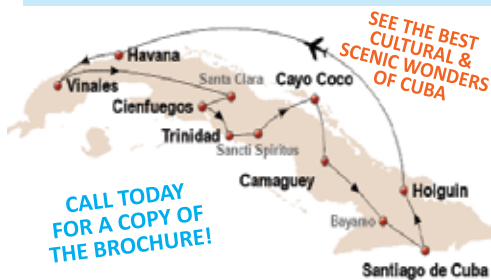 SEE THE BEST
CULTURAL &
SCENIC WONDERS
OF CUBA
Havana
Vinales
Santa Clara
Cayo Coco
Cienfuegos
Trinidad
Sancti Spiritus
Camaguey
Holguin
Bayamo
Santiago de Cuba
CALL TODAY
FOR A COPY OF
THE BROCHURE!